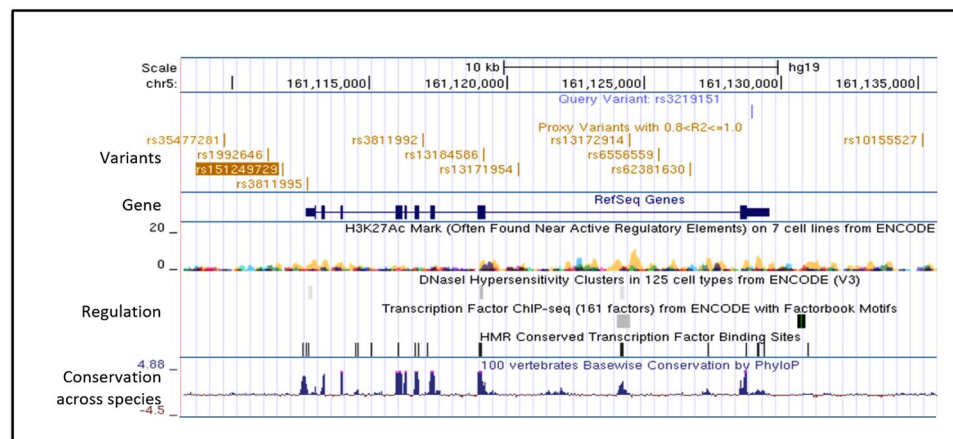 Scale 10 kb hg19
chr5: 161,115,000 161,120,000 161,125,000 161,130,000 161,135,000
Query Variant: rs3219151
Proxy Variants with 0.8<R2<=1.0
rs35477281 rs3811992 rs13172914 rs10155527
Variants rs1992646 rs13184586 rs6556559
rs151249729 rs13171954 rs62381630
rs3811995
Gene RefSeq Genes
20 H3K27Ac Mark (Often Found Near Active Regulatory Elements) on 7 cell lines from ENCODE
0
DNaseI Hypersensitivity Clusters in 125 cell types from ENCODE (V3)
Regulation Transcription Factor ChIP-seq (161 factors) from ENCODE with Factorbook Motifs
HMR Conserved Transcription Factor Binding Sites
4.88 100 vertebrates Basewise Conservation by PhyloP
Conservation
across species
-4.5